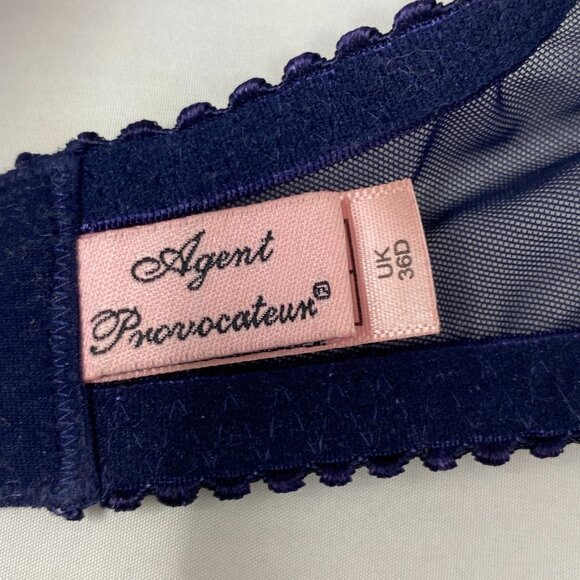 Agent
Provocateur®
UK
36D